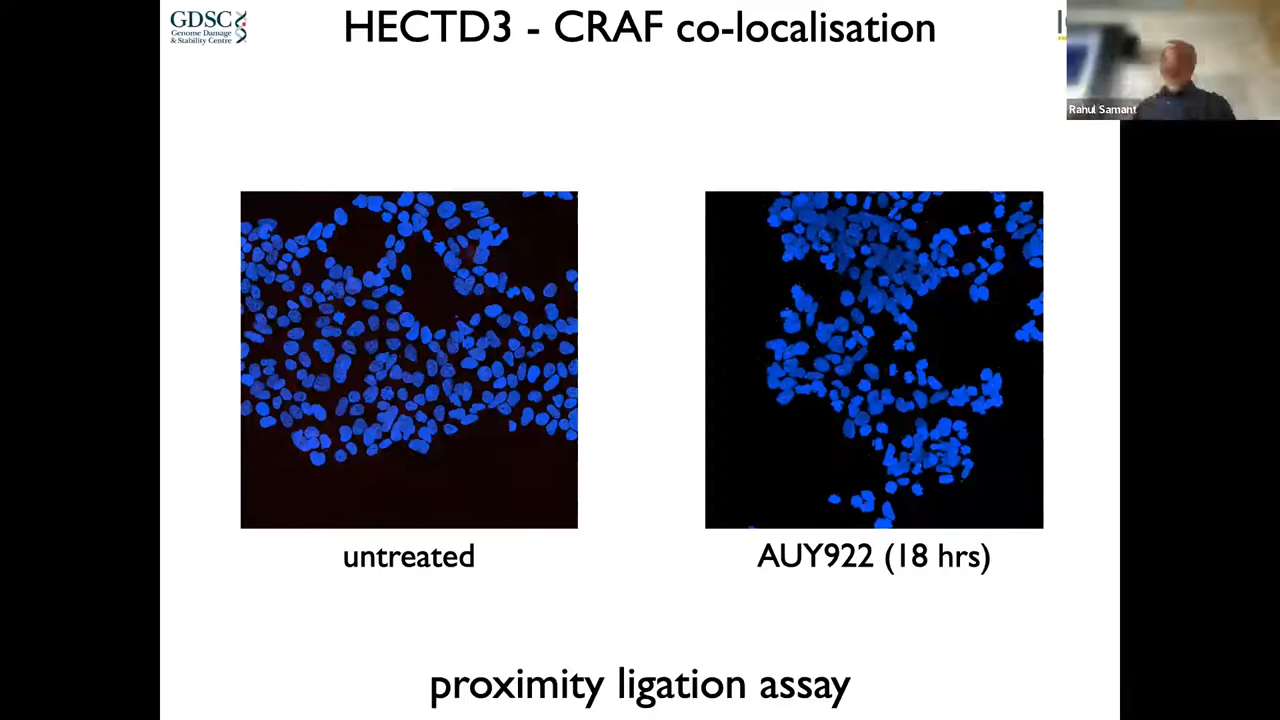 GDSC
Genome Damage
& Stability Centre
HECTD3 - CRAF co-localisation
Rahul Samant
untreated
AUY922 (18 hrs)
proximity ligation assay